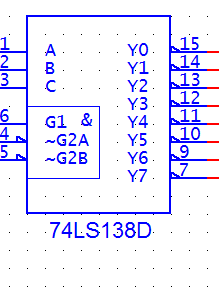 1 A Y0 15
2 B Y1 14
3 C Y2 13
Y3 12
6 G1 & Y4 11
4 ~G2A Y5 10
5 ~G2B Y6 9
Y7 7
74LS138D